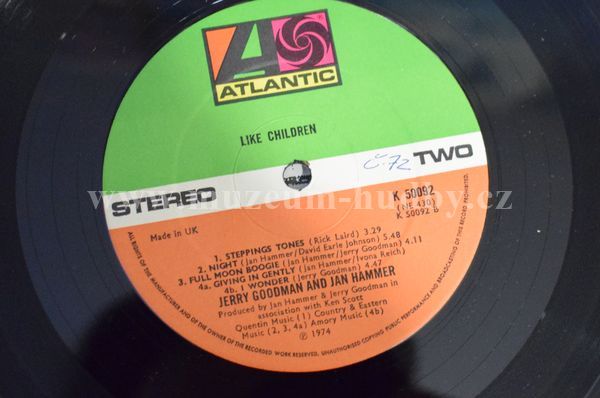 ATLANTIC
LIKE CHILDREN
STEREO
TWO
K 50092
(NE 430)
K 50092 B
Made in UK
1. STEPPINGS TONES (Rick Laird) 3.29
2. NIGHT (Jan Hammer/David Earle Johnson) 5.48
3. FULL MOON BOOGIE (Jan Hammer/Jerry Goodman) 4.11
4a. GIVING IN GENTLY (Jan Hammer/Ivona Reich)
4b. I WONDER (Jerry Goodman) 4.47
JERRY GOODMAN AND JAN HAMMER
Produced by Jan Hammer & Jerry Goodman in
association with Ken Scott
Quentin Music (1) Country & Eastern
Music (2, 3, 4a) Amory Music (4b)
℗ 1974
ALL RIGHTS OF THE MANUFACTURER AND OF THE OWNER OF THE RECORDED WORK RESERVED. UNAUTHORISED COPYING PUBLIC PERFORMANCE AND BROADCASTING OF THIS RECORD PROHIBITED.